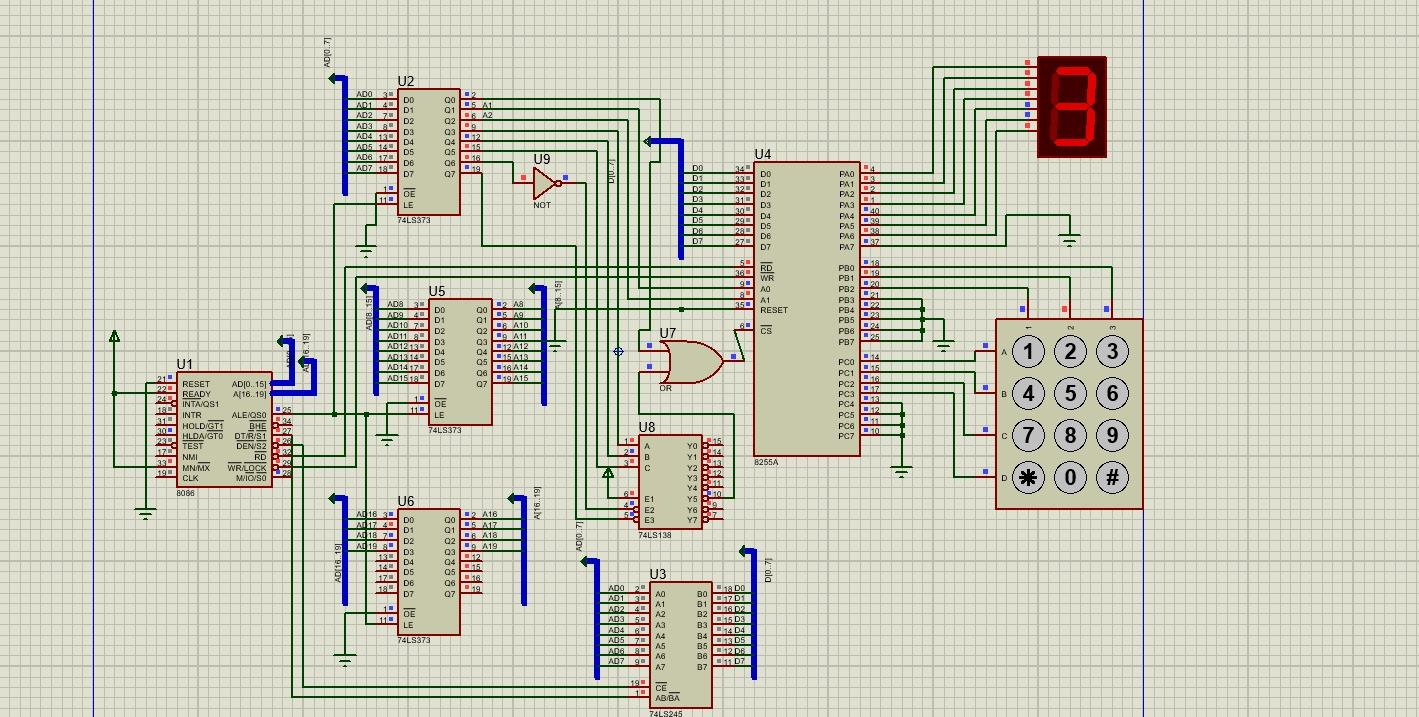 AD[0..7]
U2
AD0 3 D0 Q0 2
AD1 4 D1 Q1 5 A1
AD2 7 D2 Q2 6 A2
AD3 8 D3 Q3 9
AD4 13 D4 Q4 12
AD5 14 D5 Q5 15
AD6 17 D6 Q6 16
AD7 18 D7 Q7 19
1 OE
11 LE
74LS373
U9
NOT
D[0..7]
U4
D0 34 D0 PA0 4
D1 33 D1 PA1 3
D2 32 D2 PA2 2
D3 31 D3 PA3 1
D4 30 D4 PA4 40
D5 29 D5 PA5 39
D6 28 D6 PA6 38
D7 27 D7 PA7 37
5 RD PB0 18
36 WR PB1 19
9 A0 PB2 20
8 A1 PB3 21
35 RESET PB4 22
PB5 23
6 CS PB6 24
PB7 25
PC0 14
PC1 15
PC2 16
PC3 17
PC4 13
PC5 12
PC6 11
PC7 10
8255A
1 2 3
A 1 2 3
B 4 5 6
C 7 8 9
D * 0 #
U5
AD[8..15]
A[8..15]
AD8 3 D0 Q0 2 A8
AD9 4 D1 Q1 5 A9
AD10 7 D2 Q2 6 A10
AD11 8 D3 Q3 9 A11
AD12 13 D4 Q4 12 A12
AD13 14 D5 Q5 15 A13
AD14 17 D6 Q6 16 A14
AD15 18 D7 Q7 19 A15
1 OE
11 LE
74LS373
U7
OR
U1
21 RESET AD[0..15]
22 READY A[16..19]
24 INTA/QS1
18 INTR ALE/QS0 25
31 HOLD/GT1 BHE 34
30 HLDA/GT0 DT/R/S1 27
23 TEST DEN/S2 26
17 NMI RD 32
33 MN/MX WR/LOCK 29
19 CLK M/IO/S0 28
8086
U8
1 A Y0 15
2 B Y1 14
3 C Y2 13
Y3 12
Y4 11
6 E1 Y5 10
4 E2 Y6 9
5 E3 Y7 7
74LS138
U6
AD[16..19]
A[16..19]
AD16 3 D0 Q0 2 A16
AD17 4 D1 Q1 5 A17
AD18 7 D2 Q2 6 A18
AD19 8 D3 Q3 9 A19
13 D4 Q4 12
14 D5 Q5 15
17 D6 Q6 16
18 D7 Q7 19
1 OE
11 LE
74LS373
U3
AD[0..7]
D[0..7]
AD0 2 A0 B0 18 D0
AD1 3 A1 B1 17 D1
AD2 4 A2 B2 16 D2
AD3 5 A3 B3 15 D3
AD4 6 A4 B4 14 D4
AD5 7 A5 B5 13 D5
AD6 8 A6 B6 12 D6
AD7 9 A7 B7 11 D7
19 CE
1 AB/BA
74LS245